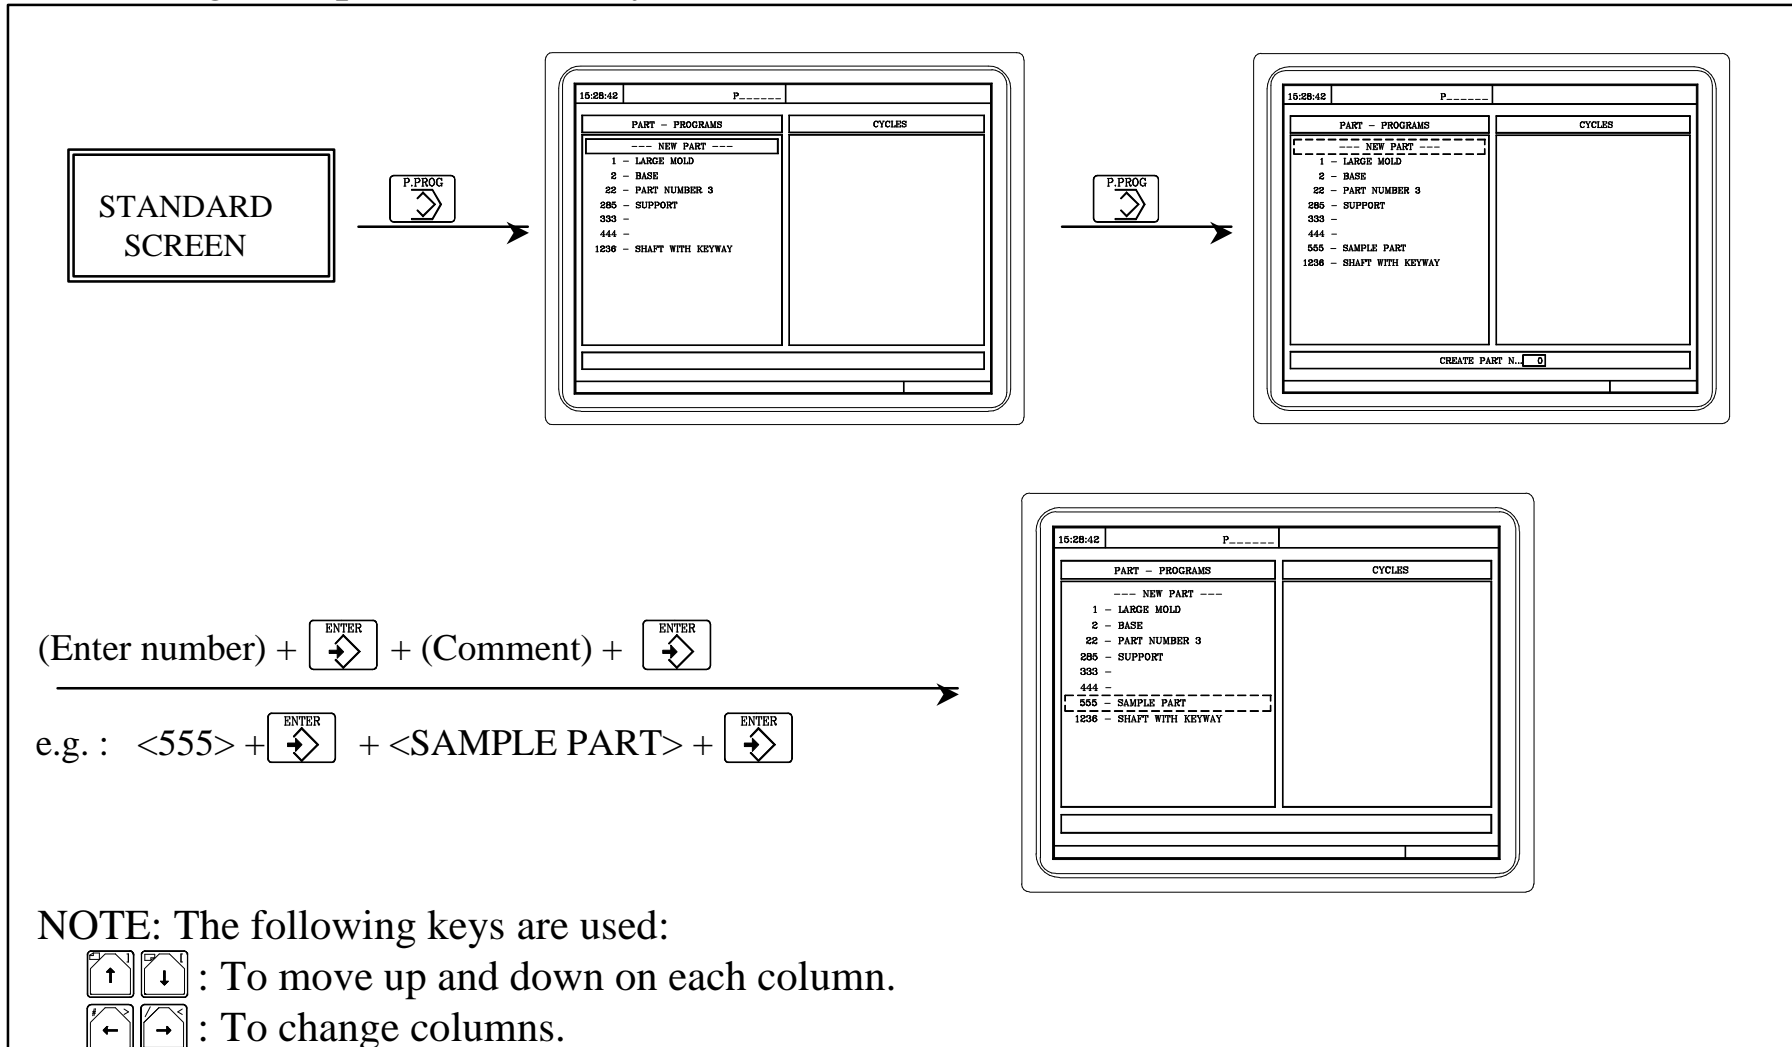 STANDARD
SCREEN
P.PROG
15:28:42 P______
PART - PROGRAMS CYCLES
--- NEW PART ---
1 - LARGE MOLD
2 - BASE
22 - PART NUMBER 3
285 - SUPPORT
333 -
444 -
1236 - SHAFT WITH KEYWAY
P.PROG
15:28:42 P______
PART - PROGRAMS CYCLES
--- NEW PART ---
1 - LARGE MOLD
2 - BASE
22 - PART NUMBER 3
285 - SUPPORT
333 -
444 -
555 - SAMPLE PART
1236 - SHAFT WITH KEYWAY
CREATE PART N... 0
(Enter number) + ENTER + (Comment) + ENTER
e.g. : <555> + ENTER + <SAMPLE PART> + ENTER
15:28:42 P______
PART - PROGRAMS CYCLES
--- NEW PART ---
1 - LARGE MOLD
2 - BASE
22 - PART NUMBER 3
285 - SUPPORT
333 -
444 -
555 - SAMPLE PART
1236 - SHAFT WITH KEYWAY
NOTE: The following keys are used:
] [ : To move up and down on each column.
# > / < : To change columns.